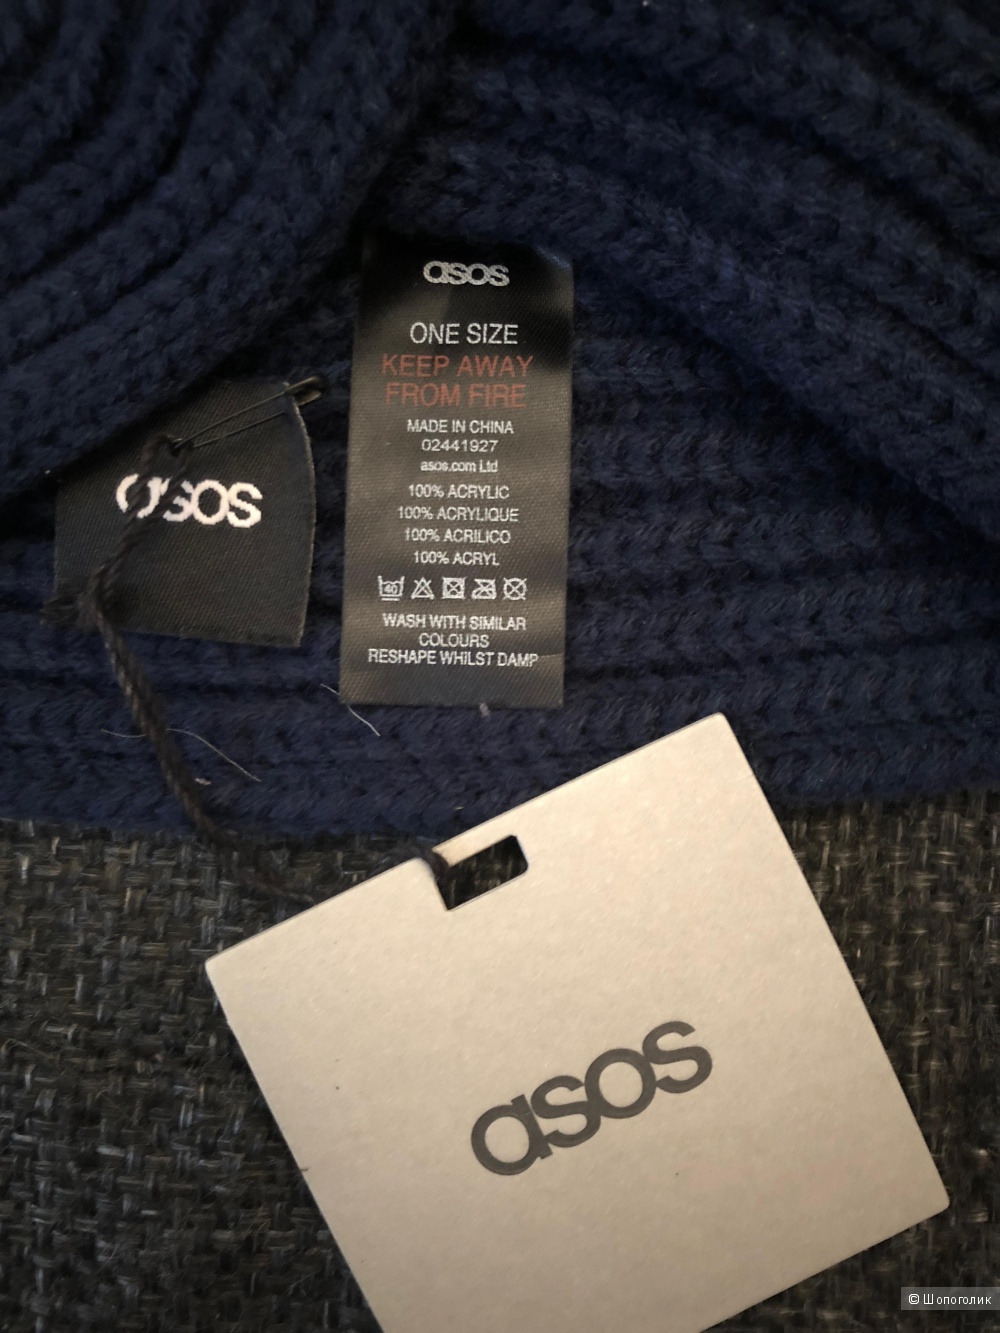 asos
ONE SIZE
KEEP AWAY
FROM FIRE
MADE IN CHINA
02441927
asos.com Ltd
100% ACRYLIC
100% ACRYLIQUE
100% ACRILICO
100% ACRYL
40
WASH WITH SIMILAR
COLOURS
RESHAPE WHILST DAMP
asos
asos
© Шопоголик